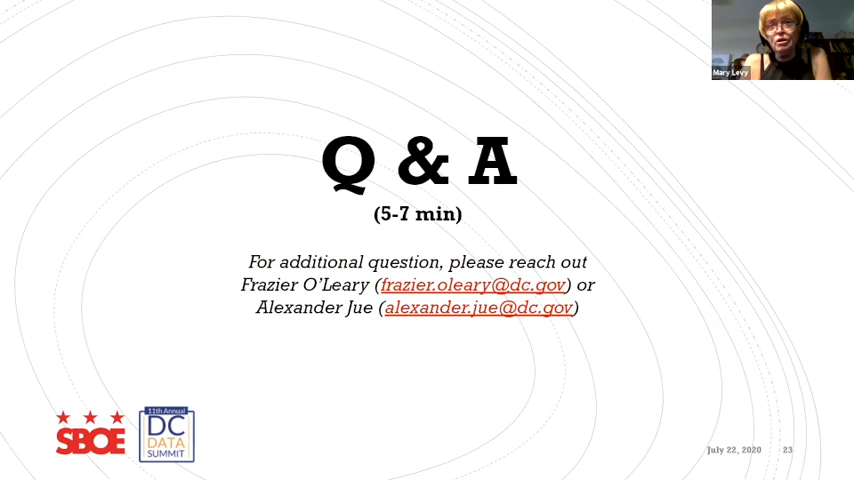 Mary Levy
Q & A
(5-7 min)
For additional question, please reach out
Frazier O'Leary (frazier.oleary@dc.gov) or
Alexander Jue (alexander.jue@dc.gov)
SBOE
11th Annual
DC
DATA
SUMMIT
July 22, 2020 23